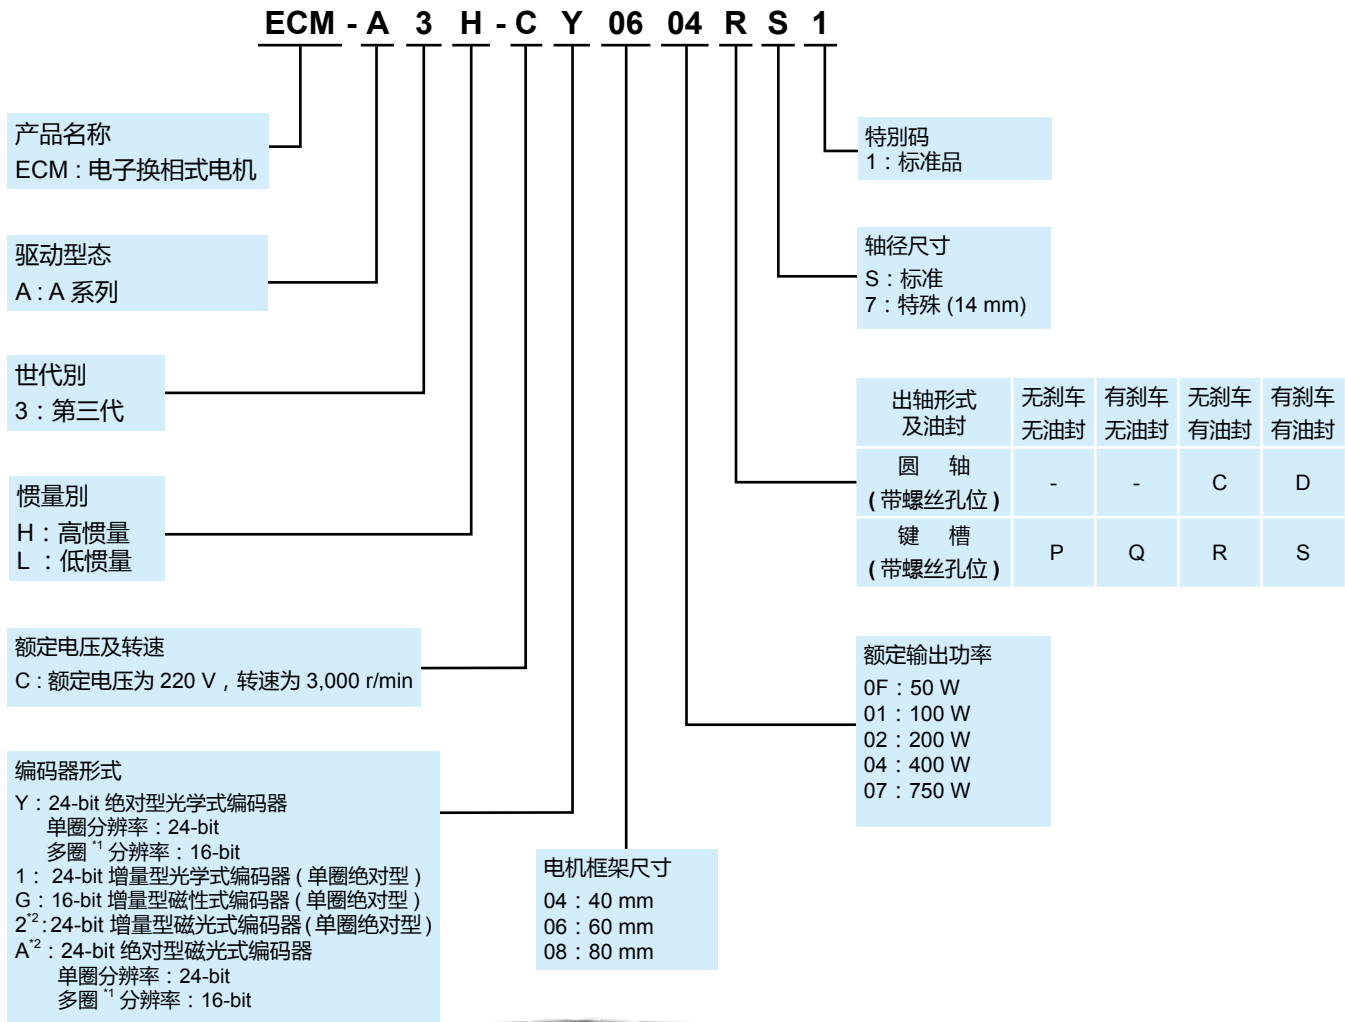 ECM - A 3 H - C Y 06 04 R S 1
产品名称
ECM : 电子换相式电机
驱动型态
A : A 系列
世代別
3：第三代
惯量別
H：高惯量
L ：低惯量
额定电压及转速
C : 额定电压为 220 V，转速为 3,000 r/min
编码器形式
Y：24-bit 绝对型光学式编码器
单圈分辨率：24-bit
多圈 *1 分辨率：16-bit
1： 24-bit 增量型光学式编码器 ( 单圈绝对型 )
G：16-bit 增量型磁性式编码器 ( 单圈绝对型 )
2*2：24-bit 增量型磁光式编码器 ( 单圈绝对型 )
A*2：24-bit 绝对型磁光式编码器
单圈分辨率：24-bit
多圈 *1 分辨率：16-bit
电机框架尺寸
04：40 mm
06：60 mm
08：80 mm
特別码
1：标准品
轴径尺寸
S：标准
7：特殊 (14 mm)
出轴形式 及油封 无刹车 无油封 有刹车 无油封 无刹车 有油封 有刹车 有油封
圆 轴 ( 带螺丝孔位 ) - - C D
键 槽 ( 带螺丝孔位 ) P Q R S
额定输出功率
0F：50 W
01：100 W
02：200 W
04：400 W
07：750 W